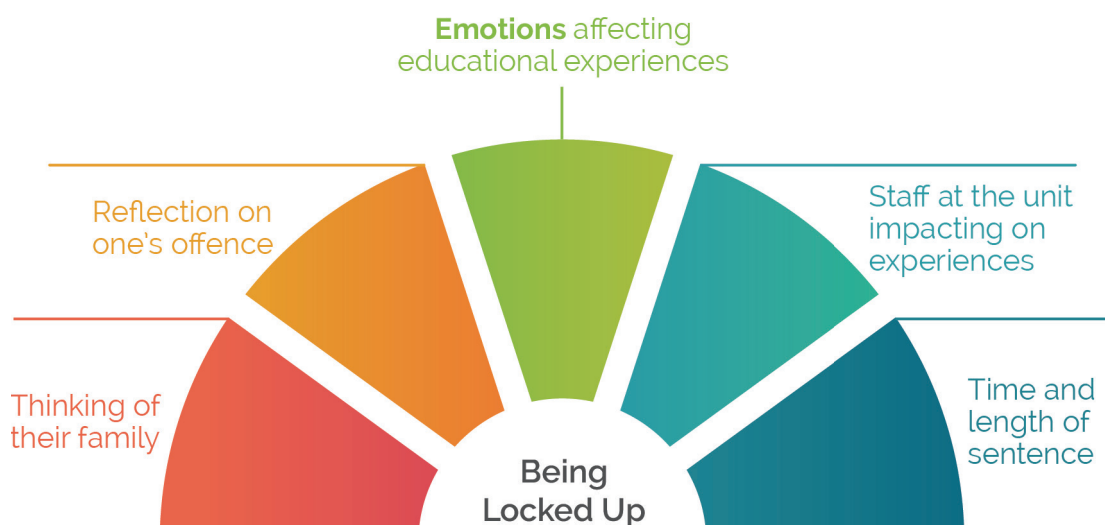 Emotions affecting
educational experiences
Reflection on
one's offence
Staff at the unit
impacting on
experiences
Thinking of
their family
Time and
length of
sentence
Being
Locked Up